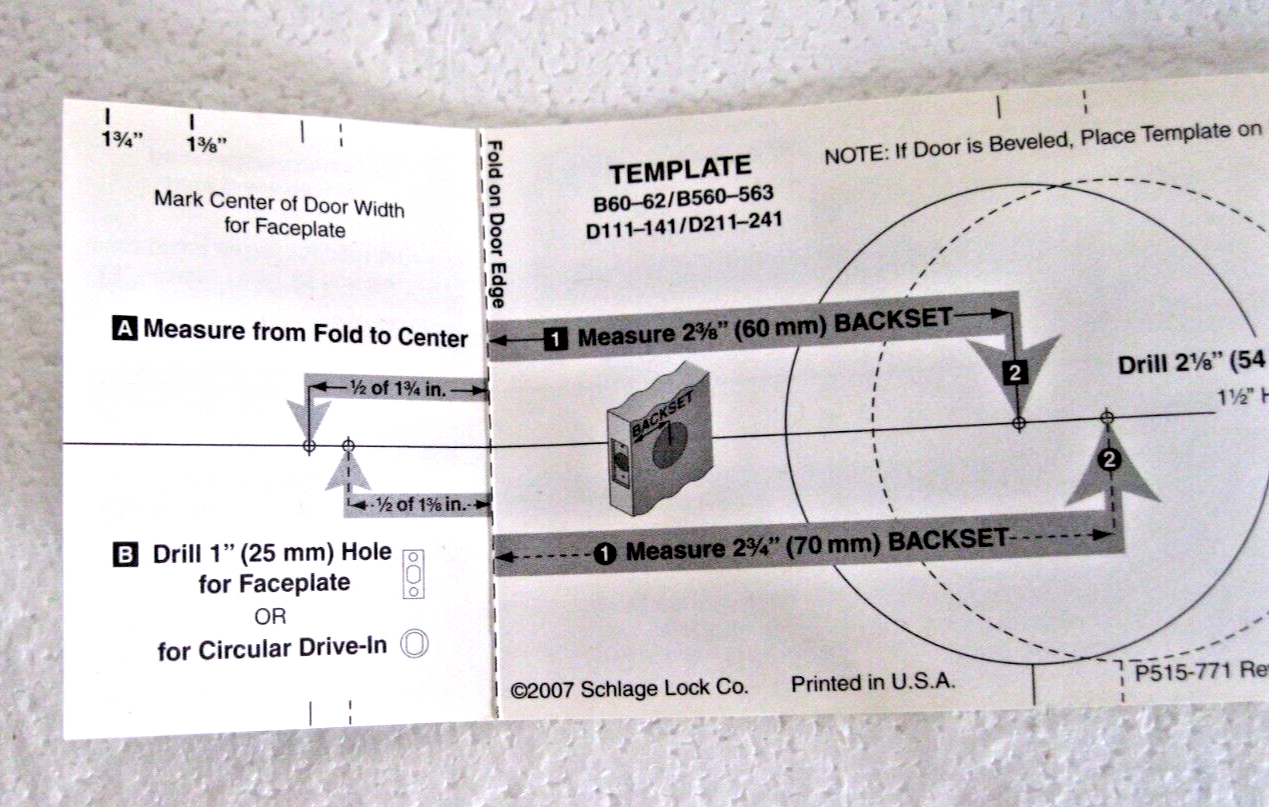 1¾” 1⅜”
Mark Center of Door Width
for Faceplate
A Measure from Fold to Center
½ of 1¾ in.
½ of 1⅜ in.
B Drill 1” (25 mm) Hole
for Faceplate
OR
for Circular Drive-In
Fold on Door Edge
TEMPLATE
B60–62/B560–563
D111–141/D211–241
NOTE: If Door is Beveled, Place Template on
1 Measure 2⅜” (60 mm) BACKSET
2
Drill 2⅛” (54
1½” H
BACKSET
2
1 Measure 2¾” (70 mm) BACKSET
©2007 Schlage Lock Co. Printed in U.S.A.
P515-771 Re